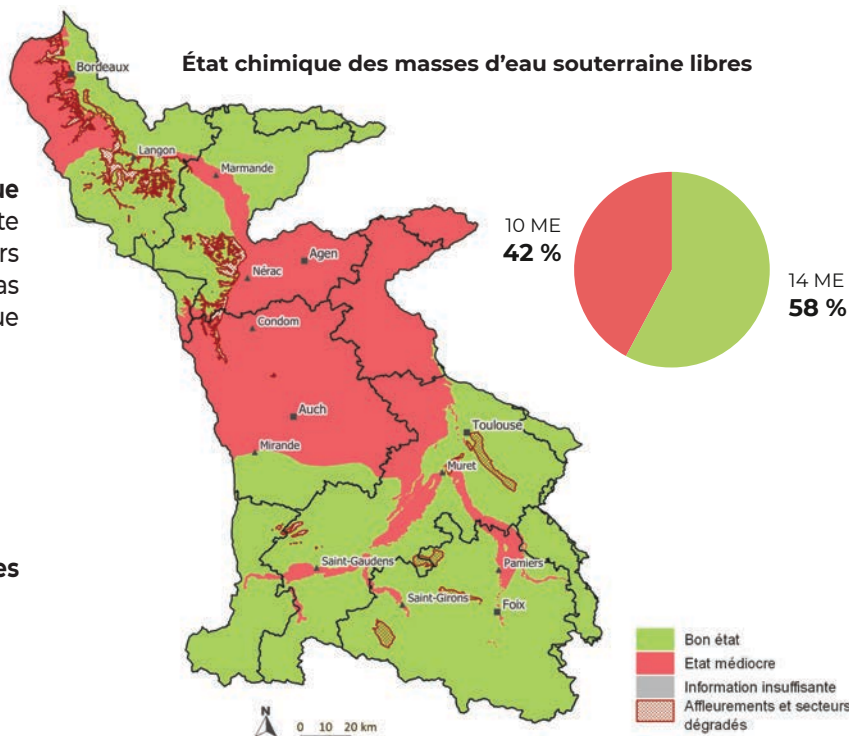 État chimique des masses d'eau souterraine libres
ue
te
rs
as
ue
es
10 ME
42 %
14 ME
58 %
Bordeaux
Langon
Marmande
Agen
Nérac
Condom
Auch
Mirande
Toulouse
Muret
Saint-Gaudens
Pamiers
Saint-Girons
Foix
Bon état
Etat médiocre
Information insuffisante
Affleurements et secteurs
dégradés
N
0 10 20 km